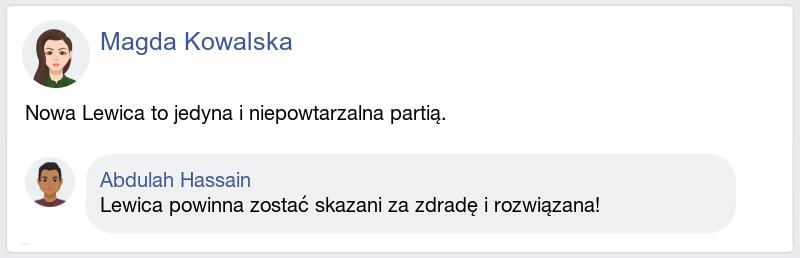 Magda Kowalska
Nowa Lewica to jedyna i niepowtarzalna partią.
Abdulah Hassain
Lewica powinna zostać skazani za zdradę i rozwiązana!